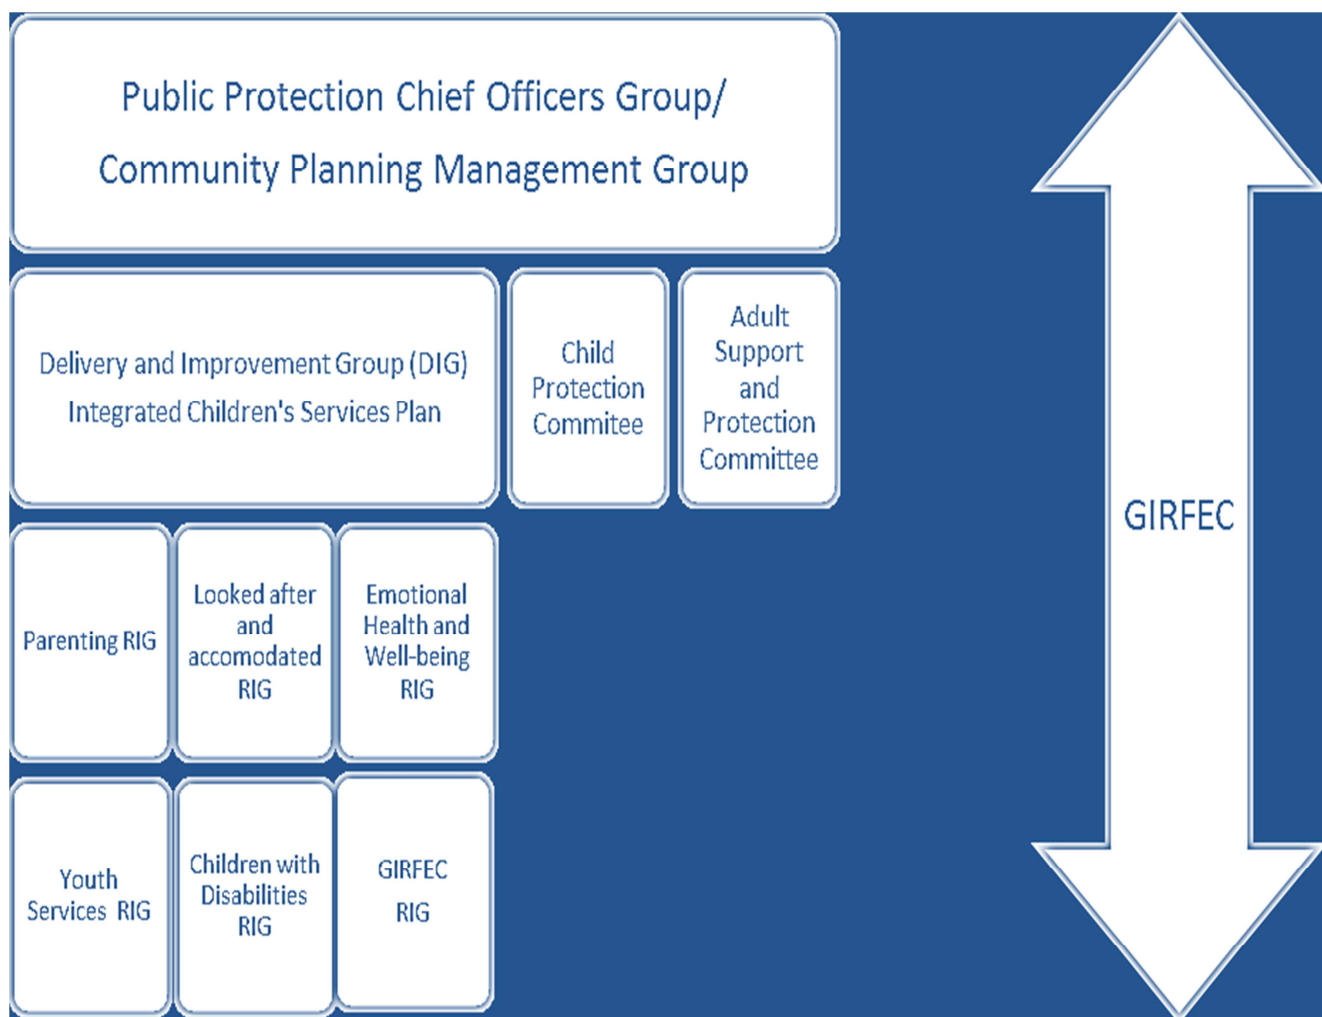 Public Protection Chief Officers Group/
Community Planning Management Group
Delivery and Improvement Group (DIG)
Integrated Children's Services Plan
Child
Protection
Commitee
Adult
Support
and
Protection
Committee
GIRFEC
Parenting RIG
Looked after
and
accomodated
RIG
Emotional
Health and
Well-being
RIG
Youth
Services RIG
Children with
Disabilities
RIG
GIRFEC
RIG